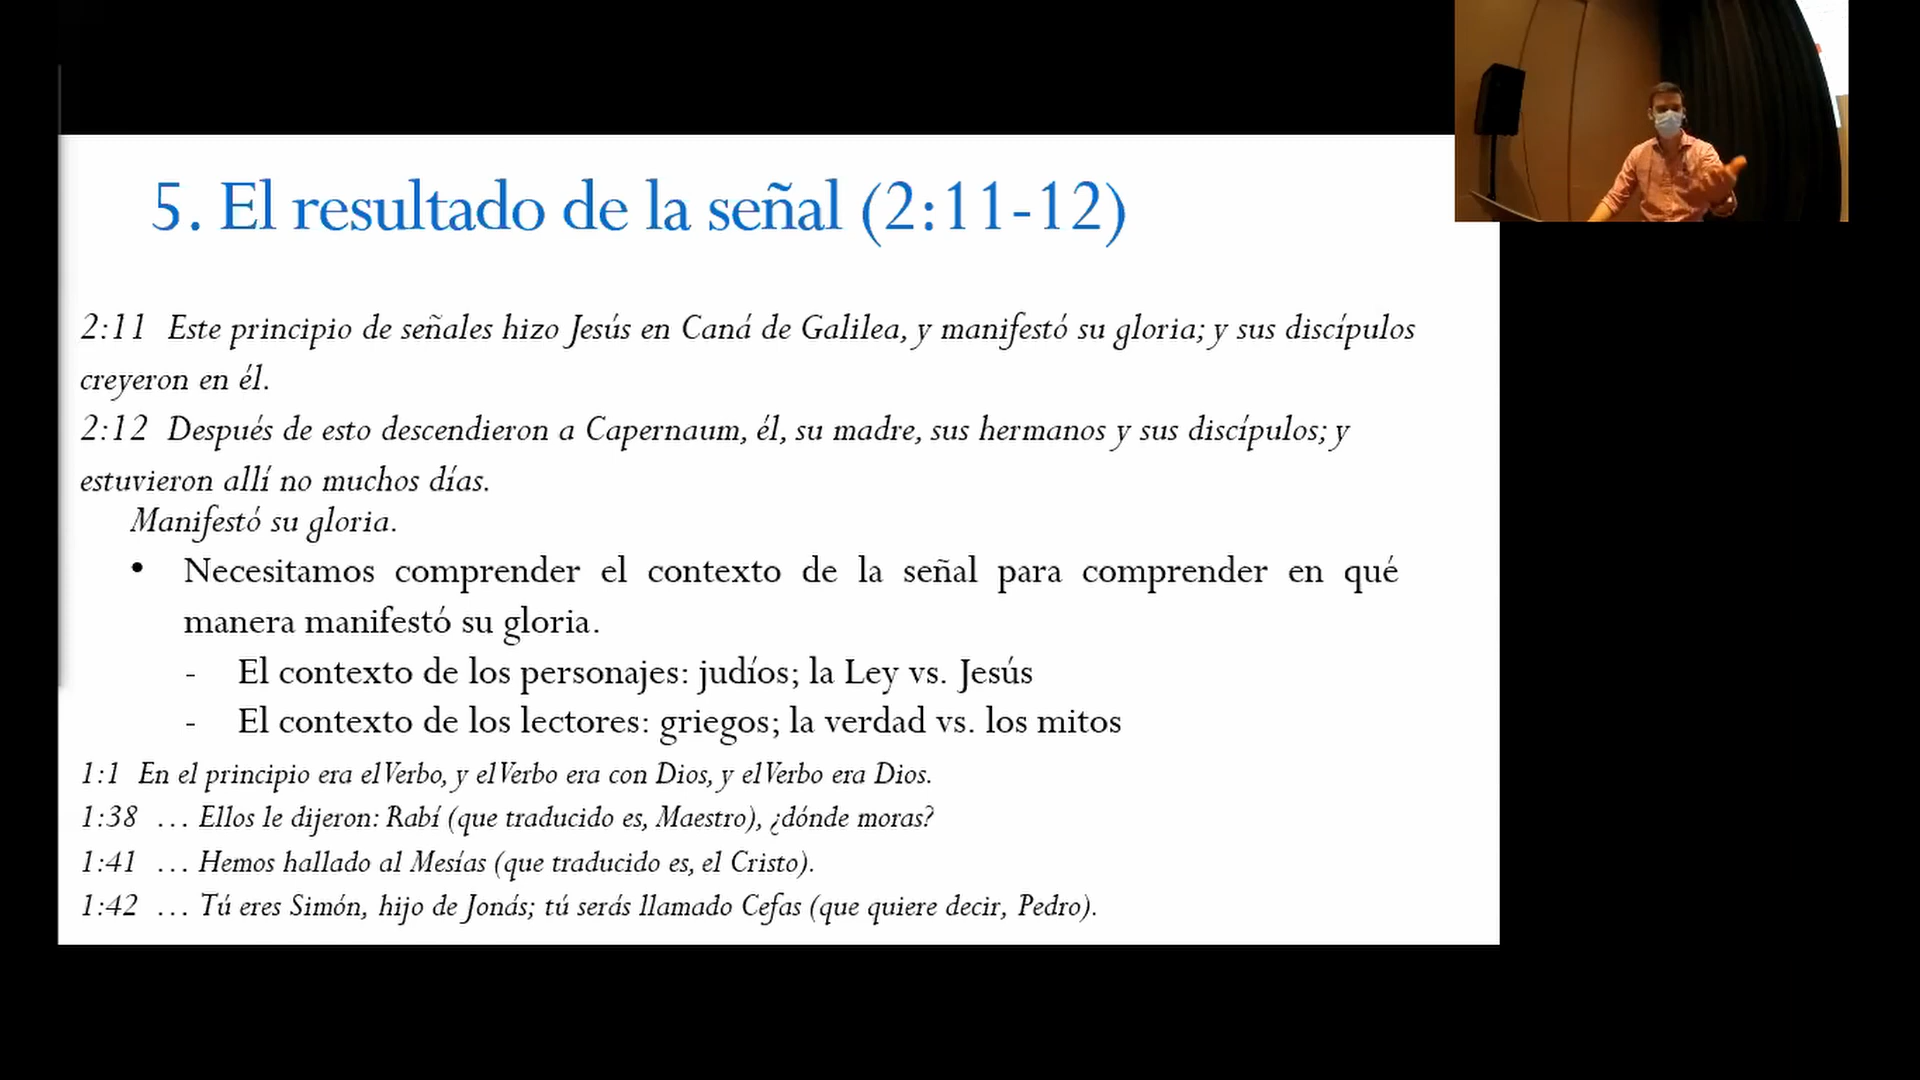 5. El resultado de la señal (2:11-12)
2:11 Este principio de señales hizo Jesús en Caná de Galilea, y manifestó su gloria; y sus discípulos
creyeron en él.
2:12 Después de esto descendieron a Capernaum, él, su madre, sus hermanos y sus discípulos; y
estuvieron allí no muchos días.
Manifestó su gloria.
• Necesitamos comprender el contexto de la señal para comprender en qué
manera manifestó su gloria.
- El contexto de los personajes: judíos; la Ley vs. Jesús
- El contexto de los lectores: griegos; la verdad vs. los mitos
1:1 En el principio era el Verbo, y el Verbo era con Dios, y el Verbo era Dios.
1:38 … Ellos le dijeron: Rabí (que traducido es, Maestro), ¿dónde moras?
1:41 … Hemos hallado al Mesías (que traducido es, el Cristo).
1:42 … Tú eres Simón, hijo de Jonás; tú serás llamado Cefas (que quiere decir, Pedro).